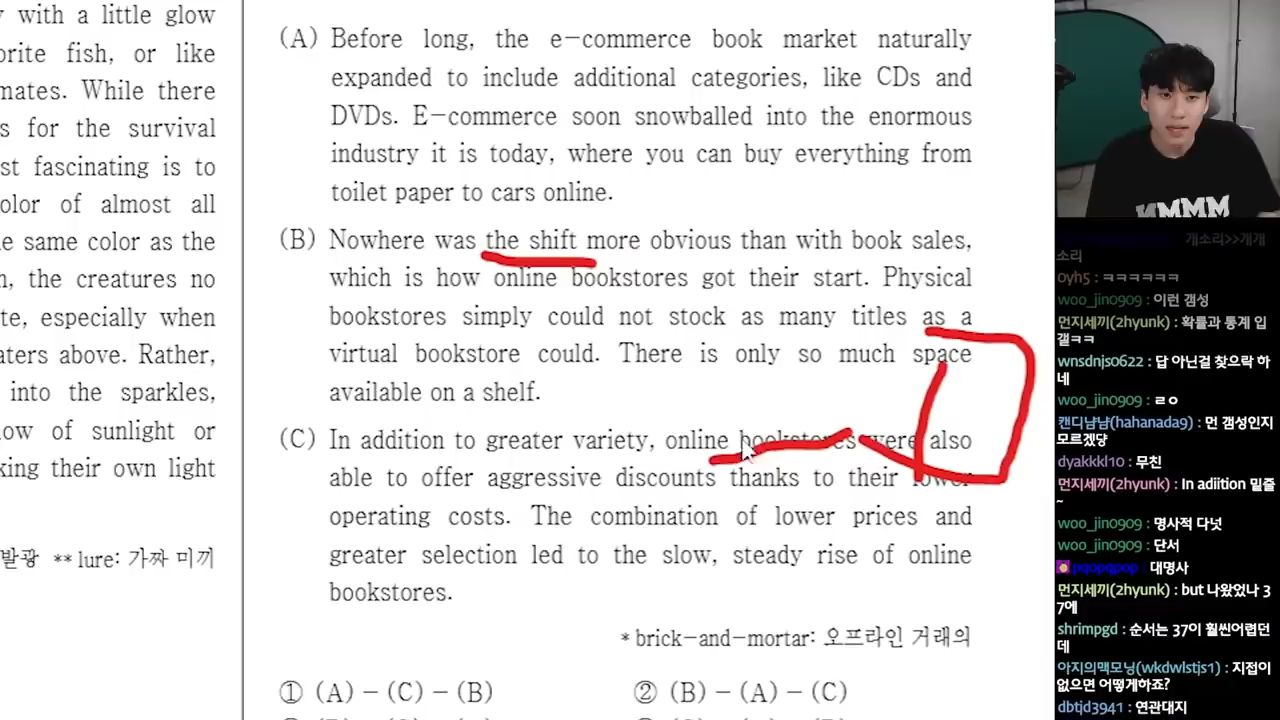 y with a little glow
orite fish, or like
mates. While there
s for the survival
st fascinating is to
olor of almost all
e same color as the
n, the creatures no
te, especially when
aters above. Rather,
into the sparkles,
ow of sunlight or
king their own light
발광 ** lure: 가짜 미끼
(A) Before long, the e-commerce book market naturally
expanded to include additional categories, like CDs and
DVDs. E-commerce soon snowballed into the enormous
industry it is today, where you can buy everything from
toilet paper to cars online.
(B) Nowhere was the shift more obvious than with book sales,
which is how online bookstores got their start. Physical
bookstores simply could not stock as many titles as a
virtual bookstore could. There is only so much space
available on a shelf.
(C) In addition to greater variety, online bookstores were also
able to offer aggressive discounts thanks to their lower
operating costs. The combination of lower prices and
greater selection led to the slow, steady rise of online
bookstores.
* brick-and-mortar: 오프라인 거래의
① (A) - (C) - (B)
② (B) - (A) - (C)
개소리>>개개
소리
0yh5 : ㅋㅋㅋㅋㅋㅋ
woo_jin0909 : 이런 갬성
먼지세끼(2hyunk) : 확률과 통계 입
갤ㅋㅋ
wnsdnjs0622 : 답 아닌걸 찾으락 하
네
woo_jin0909 : ㄹㅇ
캔디냠냠(hahanada9) : 먼 갬성인지
모르겠당
dyakkkl10 : 무친
먼지세끼(2hyunk) : In adiition 밑줄
~
woo_jin0909 : 명사적 다넛
woo_jin0909 : 단서
pqopqpop : 대명사
먼지세끼(2hyunk) : but 나왔었나 3
7에
shrimpgd : 순서는 37이 훨씬어렵던
데
아지의맥모닝(wkdwlstjs1) : 지접이
없으면 어떻게하죠?
dbtjd3941 : 연관대지